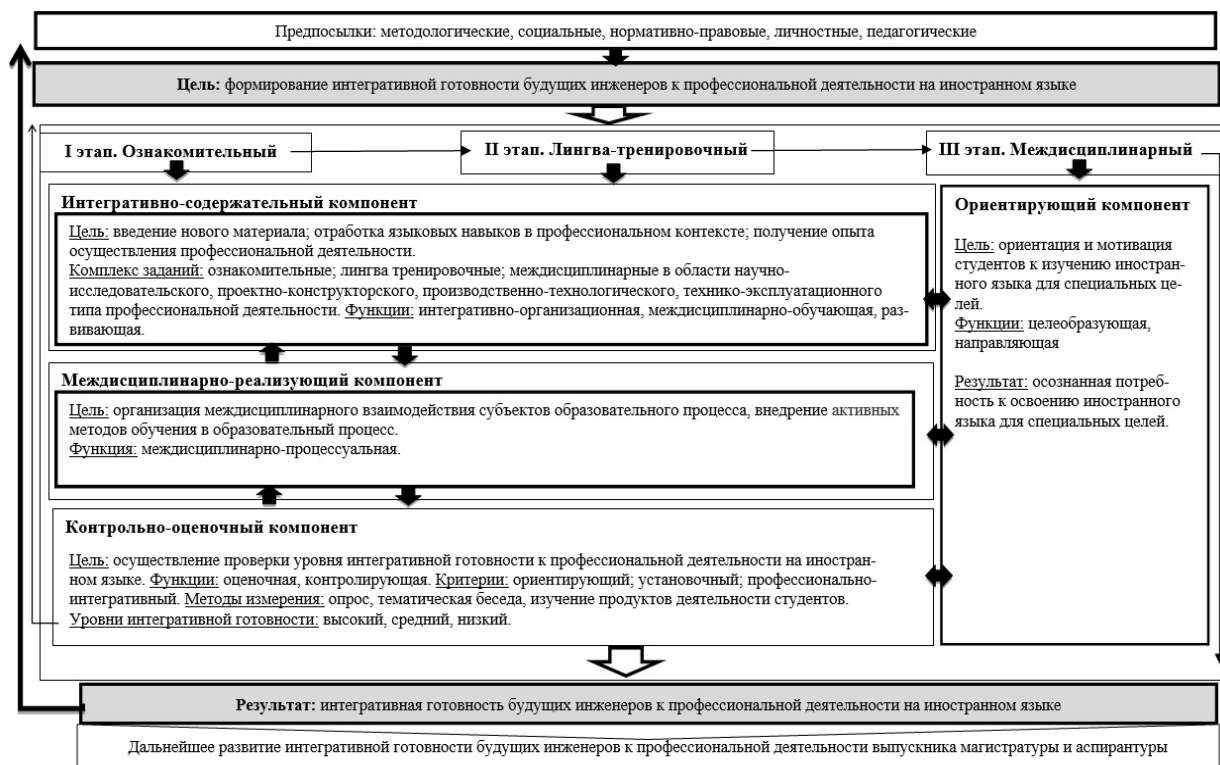 Предпосылки: методологические, социальные, нормативно-правовые, личностные, педагогические
Цель: формирование интегративной готовности будущих инженеров к профессиональной деятельности на иностранном языке
I этап. Ознакомительный
II этап. Лингва-тренировочный
III этап. Междисциплинарный
Интегративно-содержательный компонент
Цель: введение нового материала; отработка языковых навыков в профессиональном контексте; получение опыта
осуществления профессиональной деятельности.
Комплекс заданий: ознакомительные; лингва тренировочные; междисциплинарные в области научно-
исследовательского, проектно-конструкторского, производственно-технологического, технико-эксплуатационного
типа профессиональной деятельности. Функции: интегративно-организационная, междисциплинарно-обучающая, раз-
вивающая.
Междисциплинарно-реализующий компонент
Цель: организация междисциплинарного взаимодействия субъектов образовательного процесса, внедрение активных
методов обучения в образовательный процесс.
Функция: междисциплинарно-процессуальная.
Контрольно-оценочный компонент
Цель: осуществление проверки уровня интегративной готовности к профессиональной деятельности на иностран-
ном языке. Функции: оценочная, контролирующая. Критерии: ориентирующий; установочный; профессионально-
интегративный. Методы измерения: опрос, тематическая беседа, изучение продуктов деятельности студентов.
Уровни интегративной готовности: высокий, средний, низкий.
Ориентирующий компонент
Цель: ориентация и мотивация
студентов к изучению иностран-
ного языка для специальных це-
лей.
Функции: целеобразующая,
направляющая
Результат: осознанная потреб-
ность к освоению иностранного
языка для специальных целей.
Результат: интегративная готовность будущих инженеров к профессиональной деятельности на иностранном языке
Дальнейшее развитие интегративной готовности будущих инженеров к профессиональной деятельности выпускника магистратуры и аспирантуры